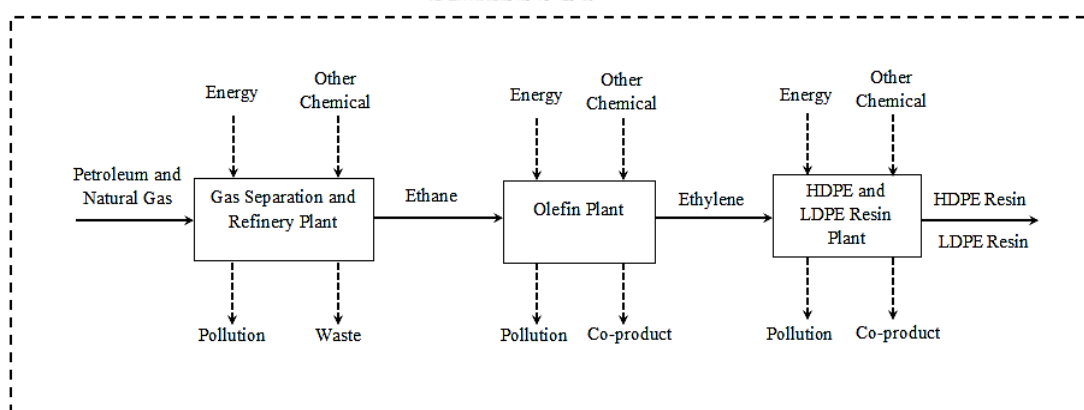 Energy
Other
Chemical
Energy
Other
Chemical
Energy
Other
Chemical
Petroleum and
Natural Gas
Gas Separation and
Refinery Plant
Ethane
Olefin Plant
Ethylene
HDPE and
LDPE Resin
Plant
HDPE Resin
LDPE Resin
Pollution
Waste
Pollution
Co-product
Pollution
Co-product